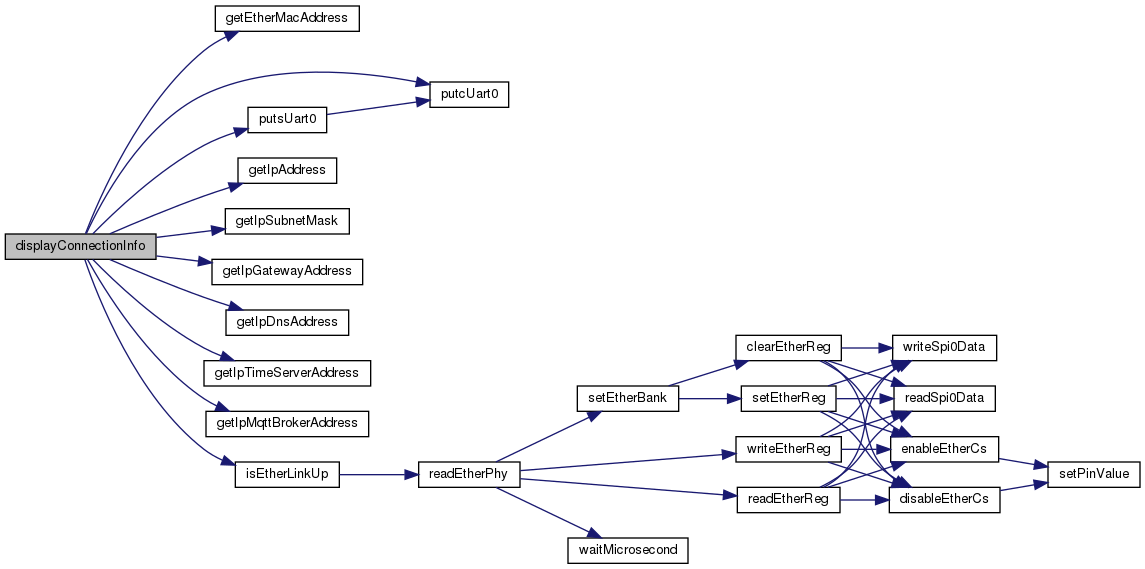 getEtherMacAddress
putcUart0
putsUart0
getIpAddress
getIpSubnetMask
displayConnectionInfo
getIpGatewayAddress
getIpDnsAddress
getIpTimeServerAddress
getIpMqttBrokerAddress
isEtherLinkUp
readEtherPhy
setEtherBank
clearEtherReg
setEtherReg
writeEtherReg
readEtherReg
waitMicrosecond
writeSpi0Data
readSpi0Data
enableEtherCs
disableEtherCs
setPinValue